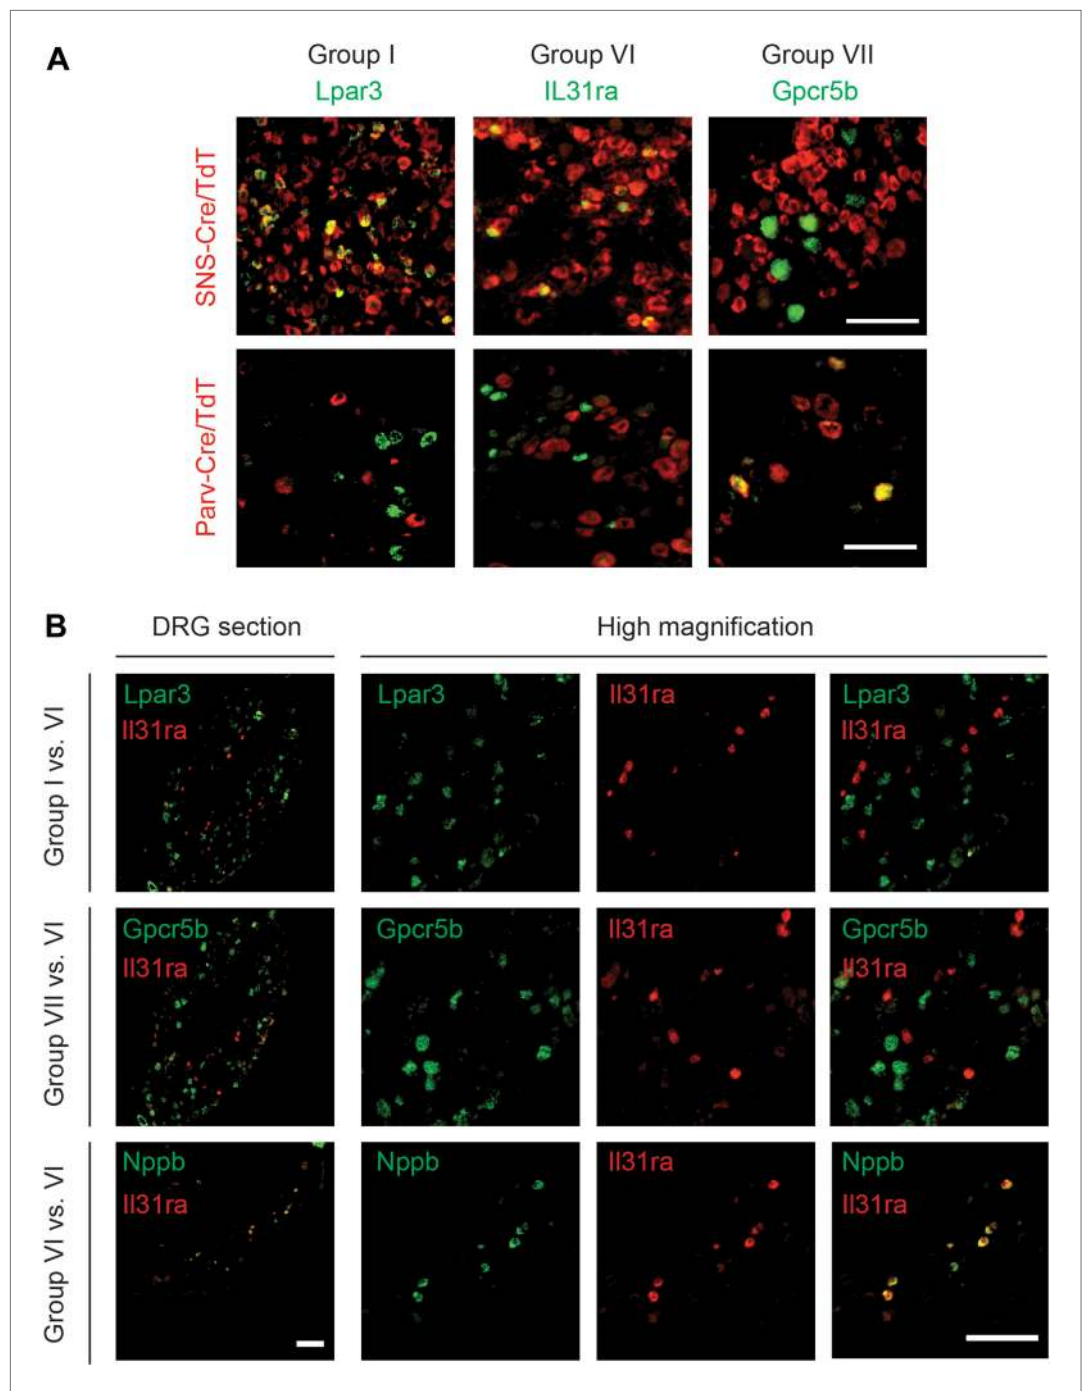 A
Group I
Group VI
Group VII
Lpar3
IL31ra
Gpcr5b
SNS-Cre/TdT
Parv-Cre/TdT
B
DRG section
High magnification
Group I vs. VI
Lpar3
Il31ra
Lpar3
Il31ra
Lpar3
Il31ra
Group VII vs. VI
Gpcr5b
Il31ra
Gpcr5b
Il31ra
Gpcr5b
Il31ra
Group VI vs. VI
Nppb
Il31ra
Nppb
Il31ra
Nppb
Il31ra